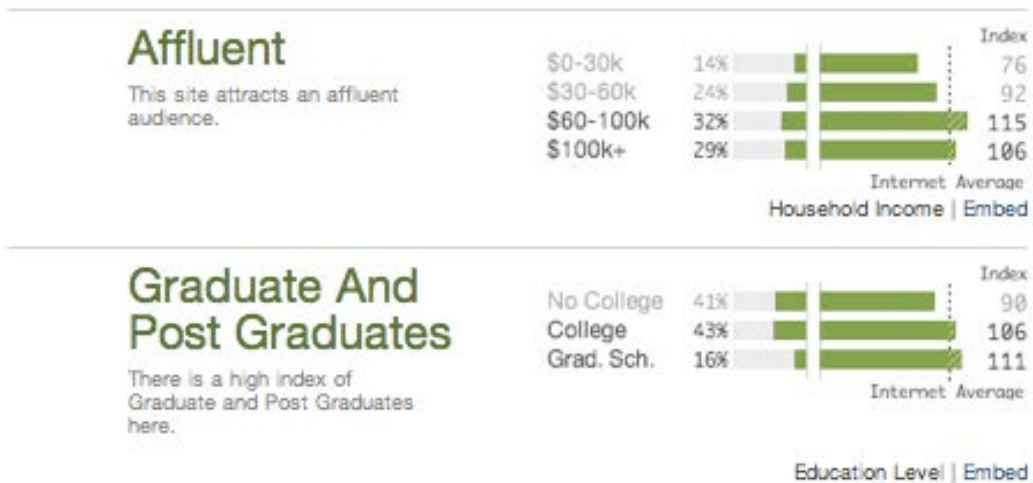 Affluent
This site attracts an affluent
audience.
Index
$0-30k 14% 76
$30-60k 24% 92
$60-100k 32% 115
$100k+ 29% 106
Internet Average
Household Income | Embed
Graduate And
Post Graduates
There is a high index of
Graduate and Post Graduates
here.
Index
No College 41% 90
College 43% 106
Grad. Sch. 16% 111
Internet Average
Education Level | Embed